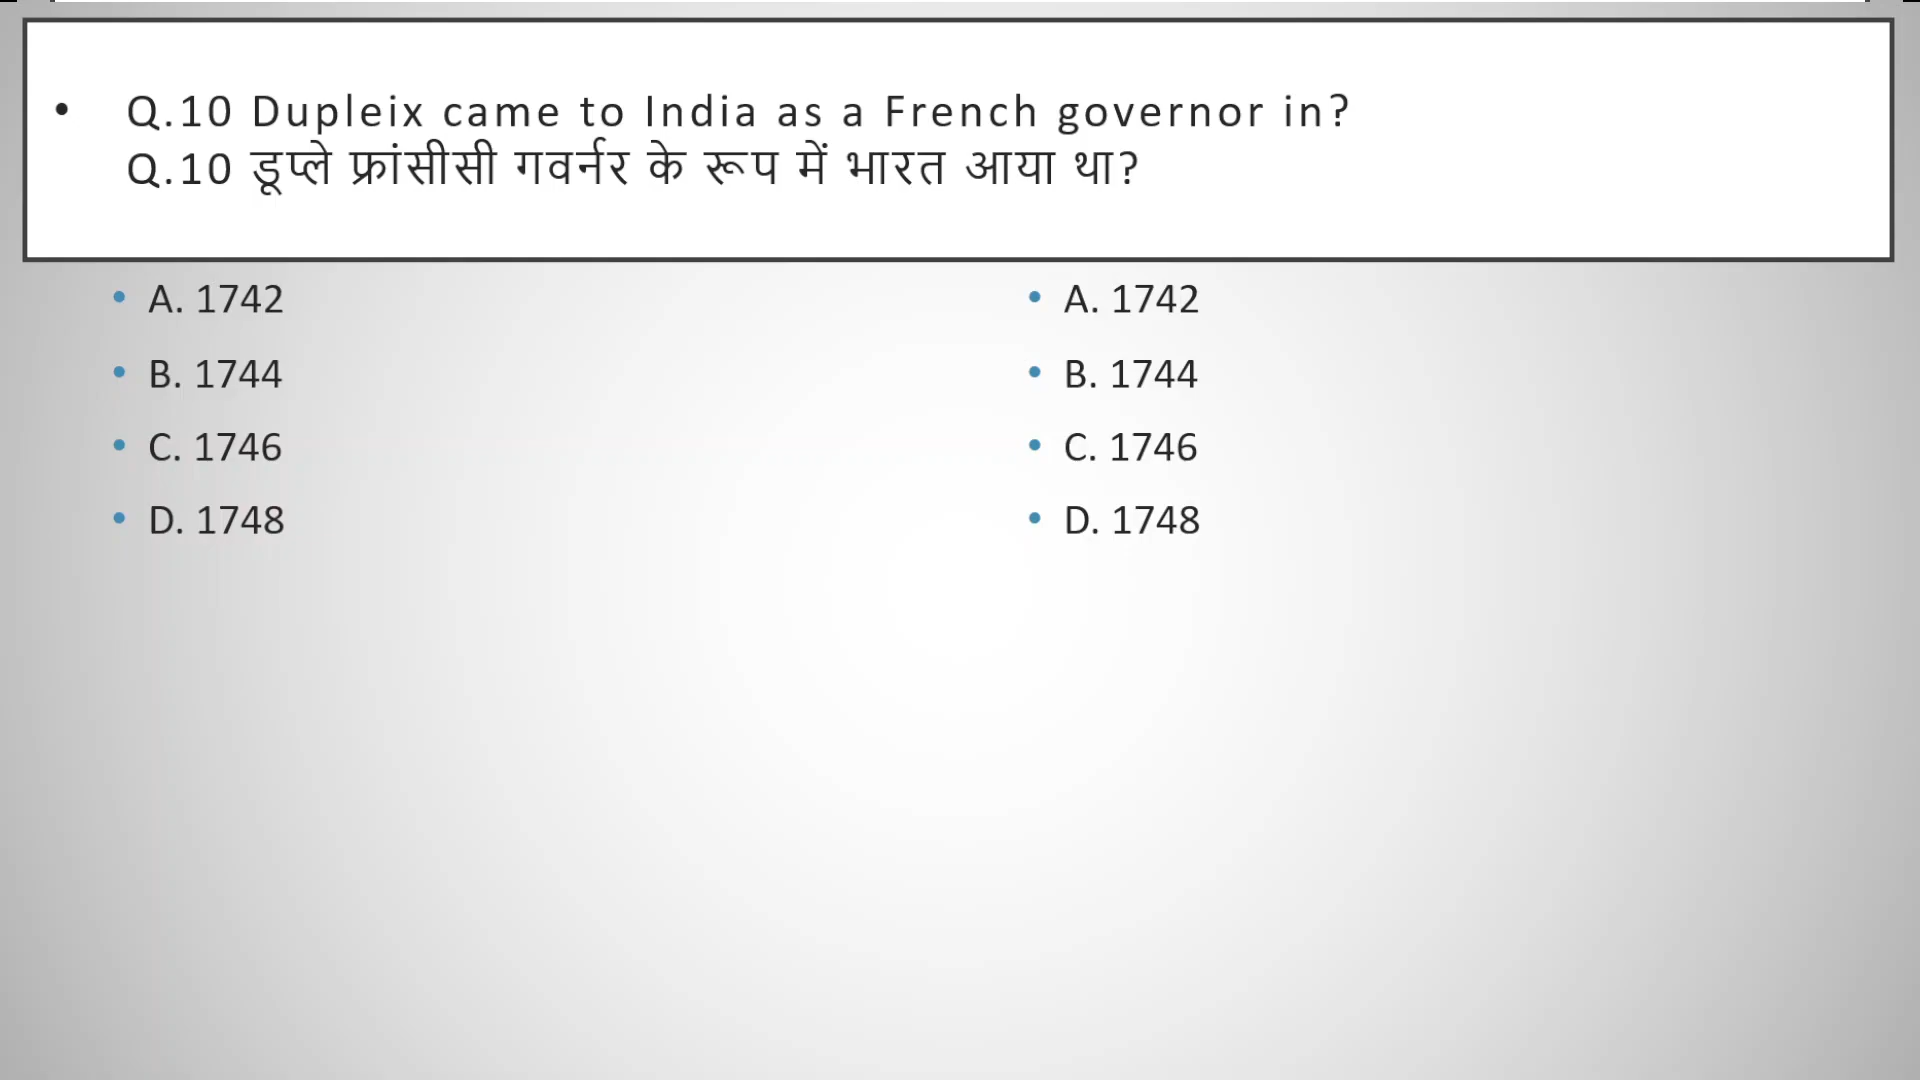 • Q.10 Dupleix came to India as a French governor in?
Q.10 डूप्ले फ्रांसीसी गवर्नर के रूप में भारत आया था?
• A. 1742
• B. 1744
• C. 1746
• D. 1748
• A. 1742
• B. 1744
• C. 1746
• D. 1748